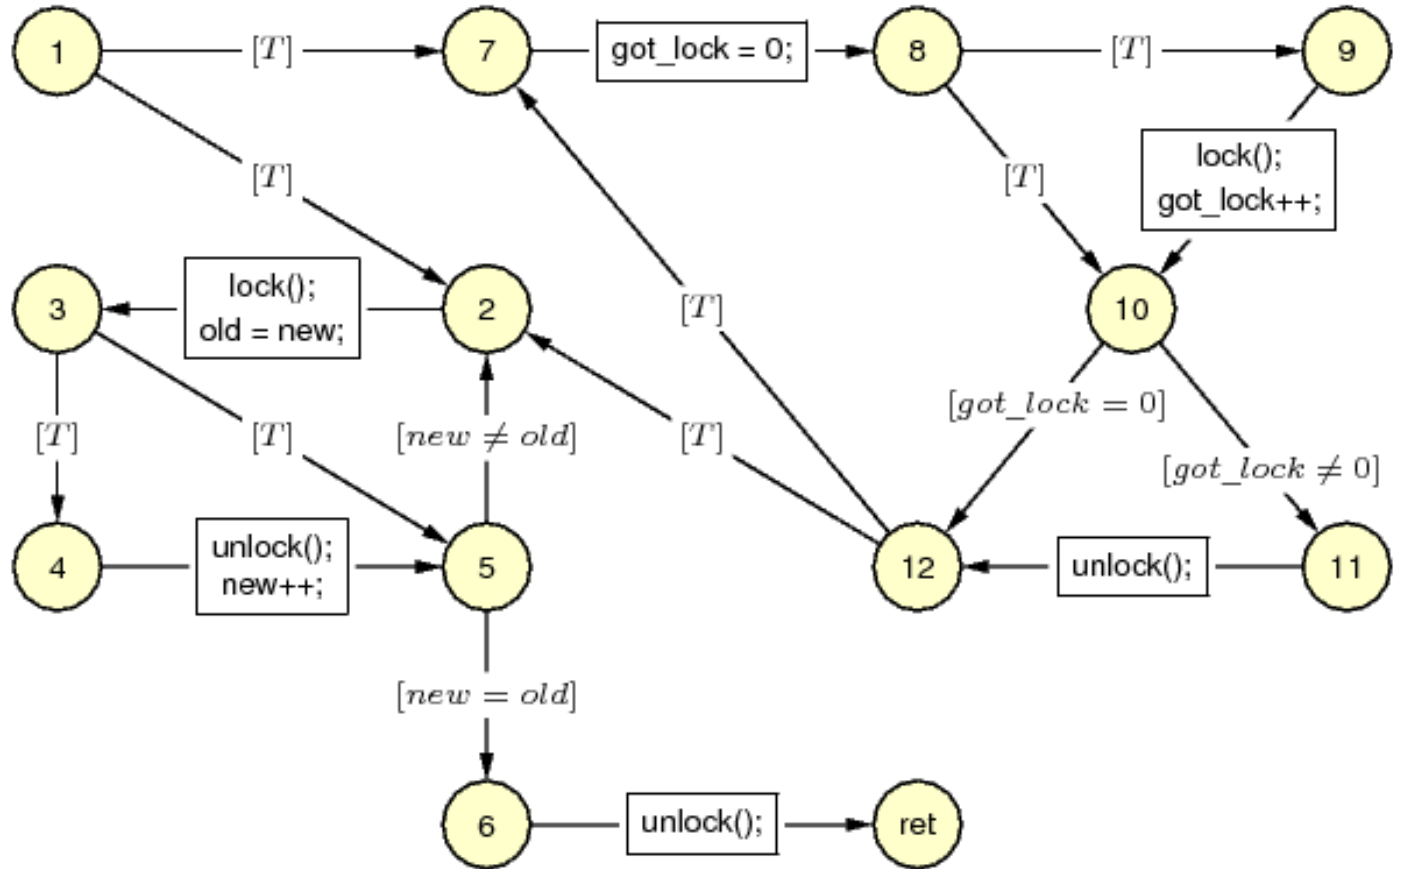 1
[T]
7
got_lock = 0;
8
[T]
9
[T]
[T]
lock();
got_lock++;
3
lock();
old = new;
2
[T]
10
[T]
[T]
[new ≠ old]
[T]
[got_lock = 0]
[got_lock ≠ 0]
4
unlock();
new++;
5
12
unlock();
11
[new = old]
6
unlock();
ret